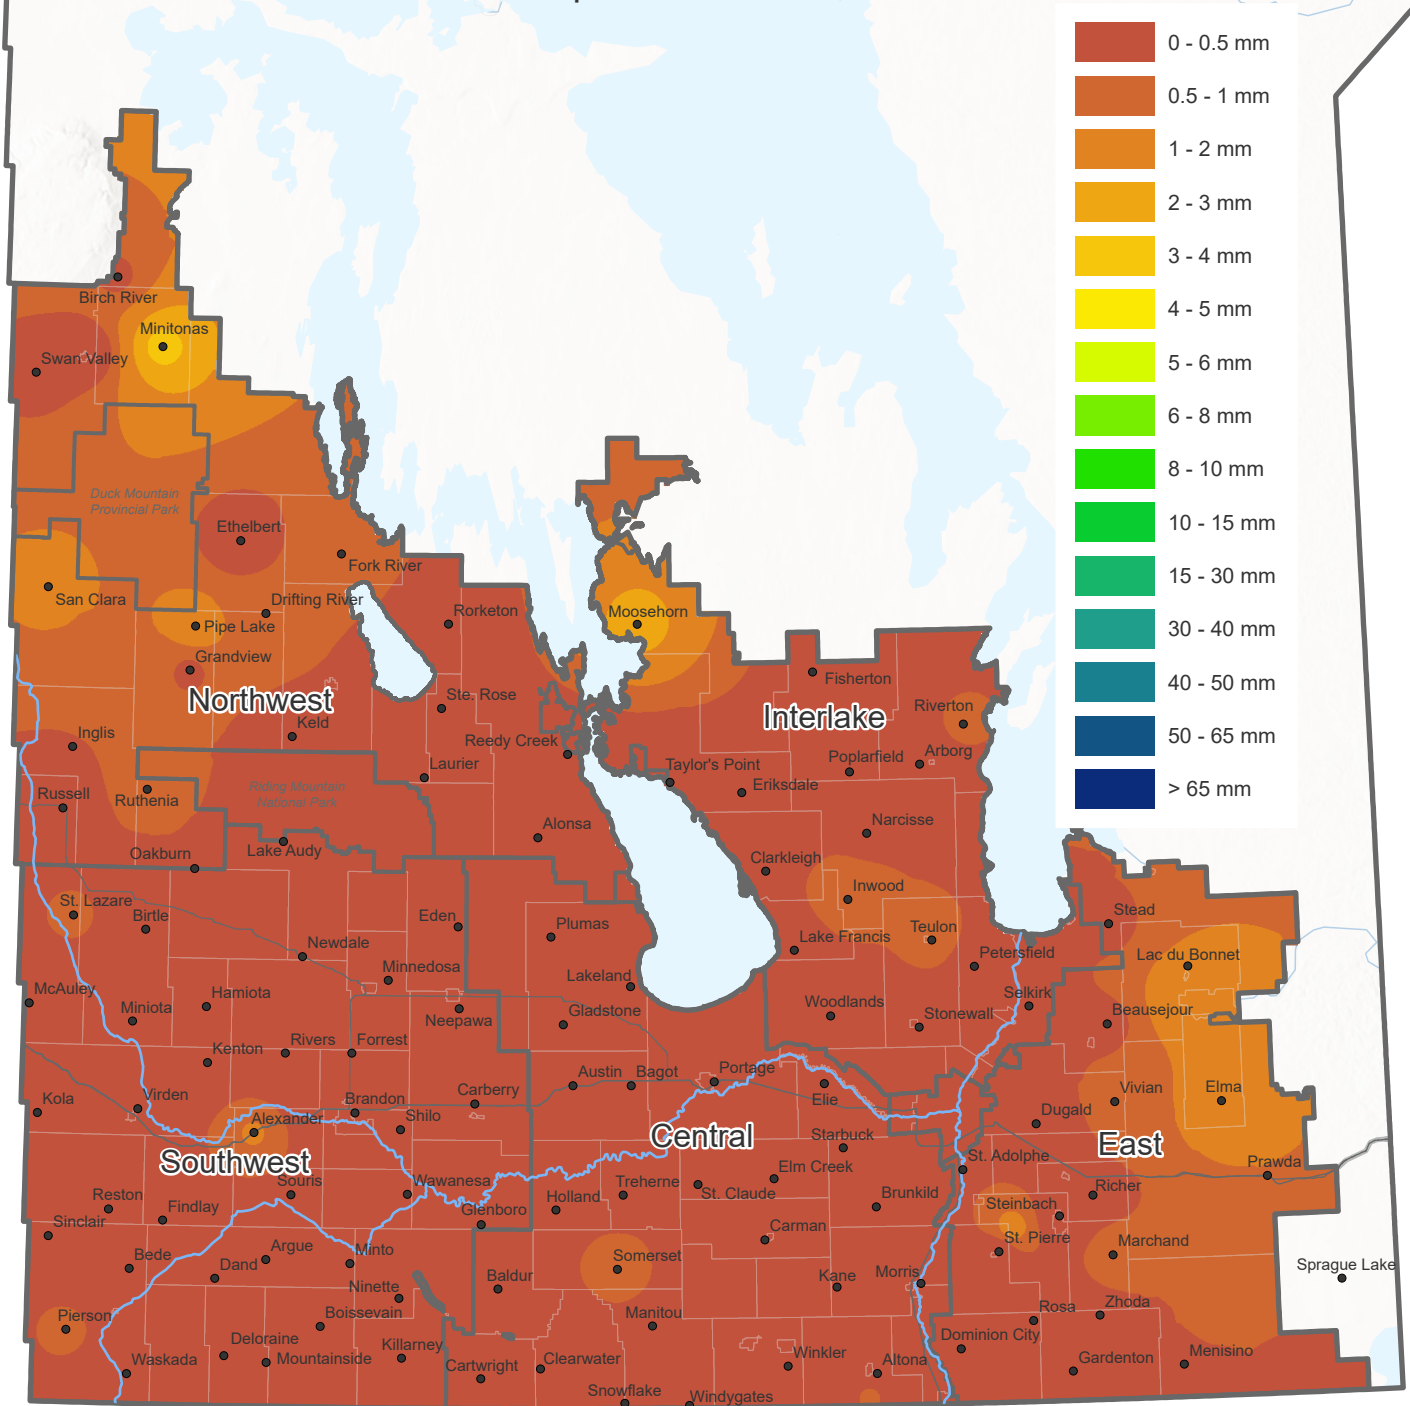 0 - 0.5 mm
0.5 - 1 mm
1 - 2 mm
2 - 3 mm
3 - 4 mm
4 - 5 mm
5 - 6 mm
6 - 8 mm
8 - 10 mm
10 - 15 mm
15 - 30 mm
30 - 40 mm
40 - 50 mm
50 - 65 mm
> 65 mm
Birch River
Minitonas
Swan Valley
Duck Mountain
Provincial Park
Ethelbert
Fork River
San Clara
Drifting River
Pipe Lake
Grandview
Northwest
Rorketon
Ste. Rose
Keld
Inglis
Reedy Creek
Laurier
Russell
Ruthenia
Riding Mountain
National Park
Alonsa
Oakburn
Lake Audy
Moosehorn
Fisherton
Interlake
Riverton
Arborg
Poplarfield
Taylor's Point
Eriksdale
Narcisse
Clarkleigh
Inwood
Teulon
Lake Francis
Petersfield
Woodlands
Stonewall
Selkirk
Stead
Lac du Bonnet
Beausejour
Vivian
Elma
Dugald
East
Prawda
St. Lazare
Birtle
Eden
Plumas
Newdale
Minnedosa
Lakeland
McAuley
Hamiota
Miniota
Neepawa
Gladstone
Kenton
Rivers
Forrest
Austin
Bagot
Portage
Elie
Kola
Virden
Carberry
Brandon
Alexander
Shilo
Southwest
Central
Starbuck
St. Adolphe
Elm Creek
Souris
Wawanesa
Treherne
St. Claude
Holland
Brunkild
Richer
Steinbach
Reston
Findlay
Glenboro
Sinclair
Carman
St. Pierre
Marchand
Bede
Argue
Dand
Minto
Somerset
Sprague Lake
Ninette
Baldur
Kane
Morris
Pierson
Boissevain
Manitou
Rosa
Zhoda
Dominion City
Deloraine
Killarney
Waskada
Mountainside
Cartwright
Clearwater
Winkler
Altona
Gardenton
Menisino
Snowflake
Windygates